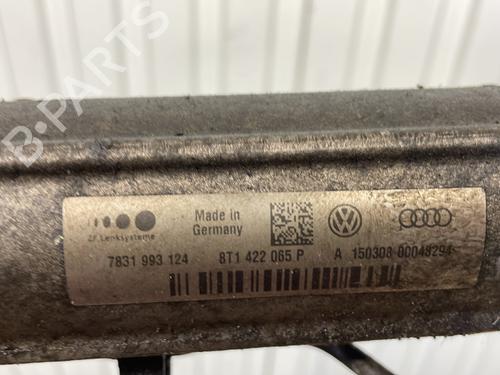 B-PARTS
ZF Lenksysteme
Made in
Germany
7831 993 124 8T1 422 065 P A 150308 00048294